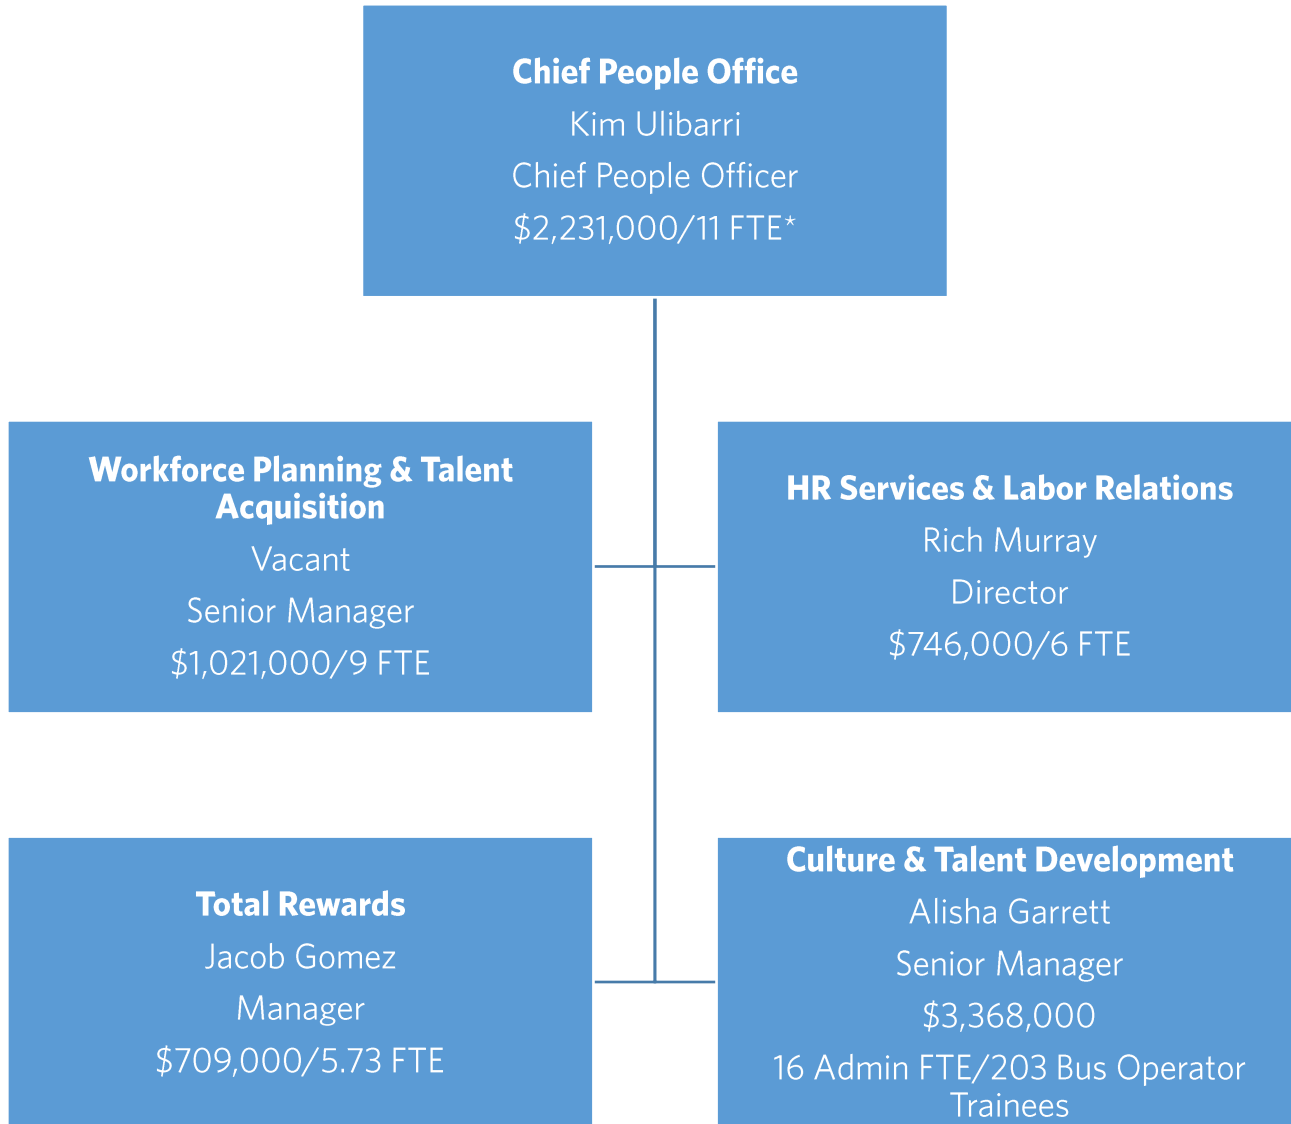 Chief People Office
Kim Ulibarri
Chief People Officer
$2,231,000/11 FTE*
Workforce Planning & Talent
Acquisition
Vacant
Senior Manager
$1,021,000/9 FTE
HR Services & Labor Relations
Rich Murray
Director
$746,000/6 FTE
Total Rewards
Jacob Gomez
Manager
$709,000/5.73 FTE
Culture & Talent Development
Alisha Garrett
Senior Manager
$3,368,000
16 Admin FTE/203 Bus Operator
Trainees